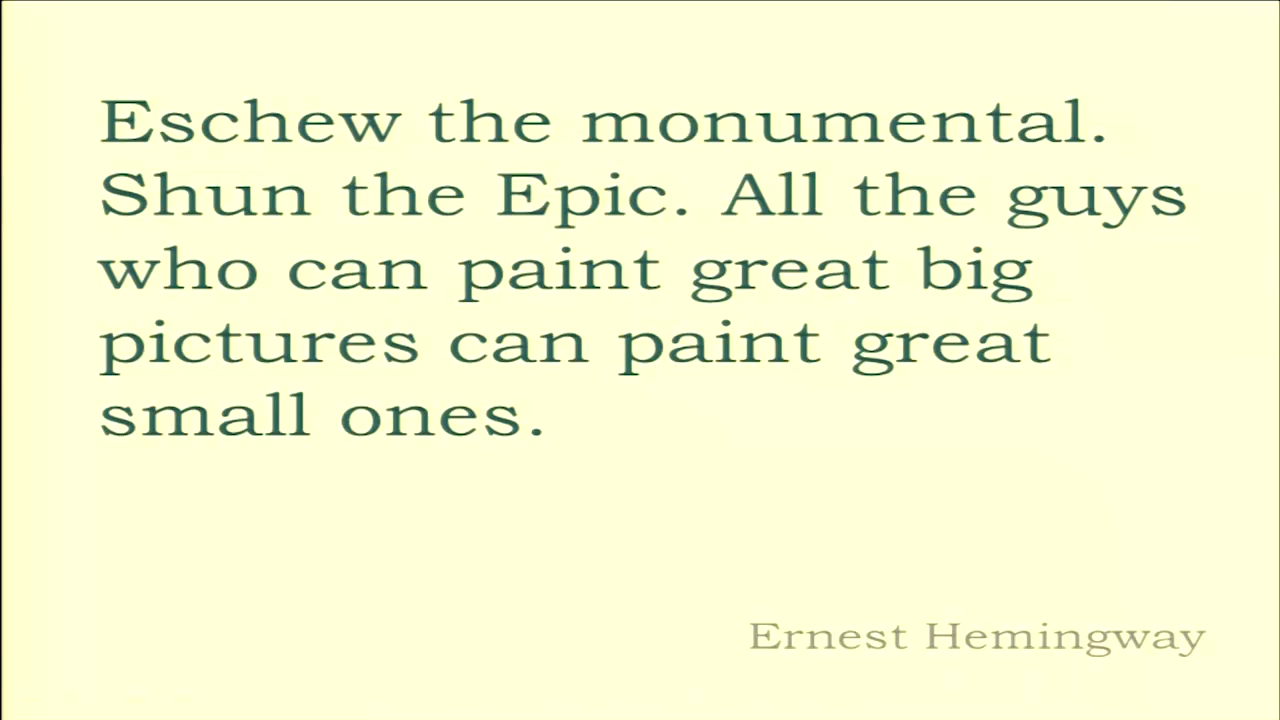 Eschew the monumental.
Shun the Epic. All the guys
who can paint great big
pictures can paint great
small ones.
Ernest Hemingway